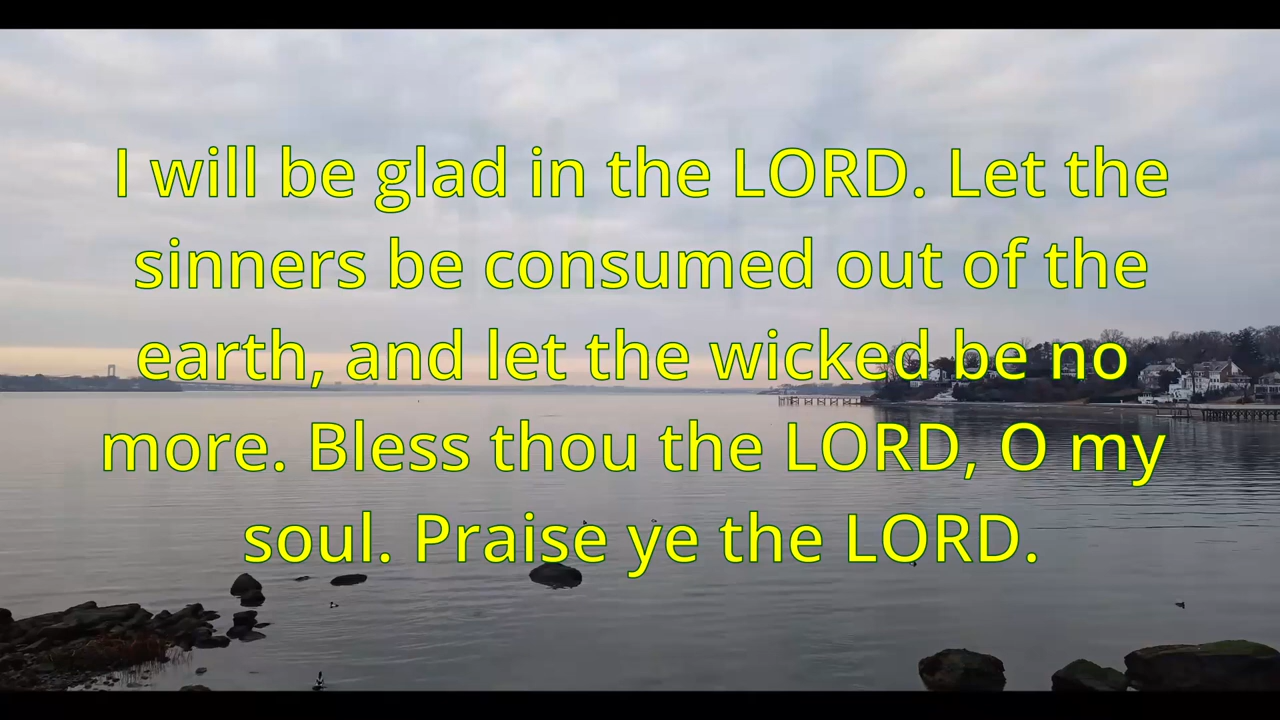 I will be glad in the LORD. Let the
sinners be consumed out of the
earth, and let the wicked be no
more. Bless thou the LORD, O my
soul. Praise ye the LORD.